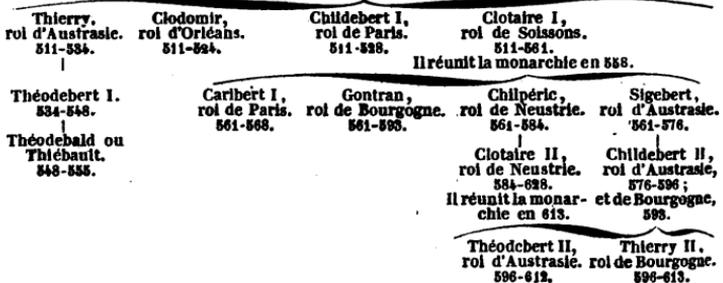 Thierry, Clodomir, Childebert I, Clotaire I,
roi d'Austrasie. roi d'Orléans. roi de Paris. roi de Soissons.
511-534. 511-524. 511-528. 511-561.
Il réunit la monarchie en 558.
Théodebert I. Caribert I, Gontran, Chilpéric, Sigebert,
534-548. roi de Paris. roi de Bourgogne. roi de Neustrie. roi d'Austrasie.
561-568. 561-593. 561-584. 561-576.
Théodebald ou
Thiébault. Clotaire II, Childebert II,
548-555. roi de Neustrie. roi d'Austrasie,
584-628. 576-596 ;
Il réunit la monar- et de Bourgogne,
chie en 613. 593.
Théodebert II, Thierry II,
roi d'Austrasie. roi de Bourgogne.
596-612. 596-613.